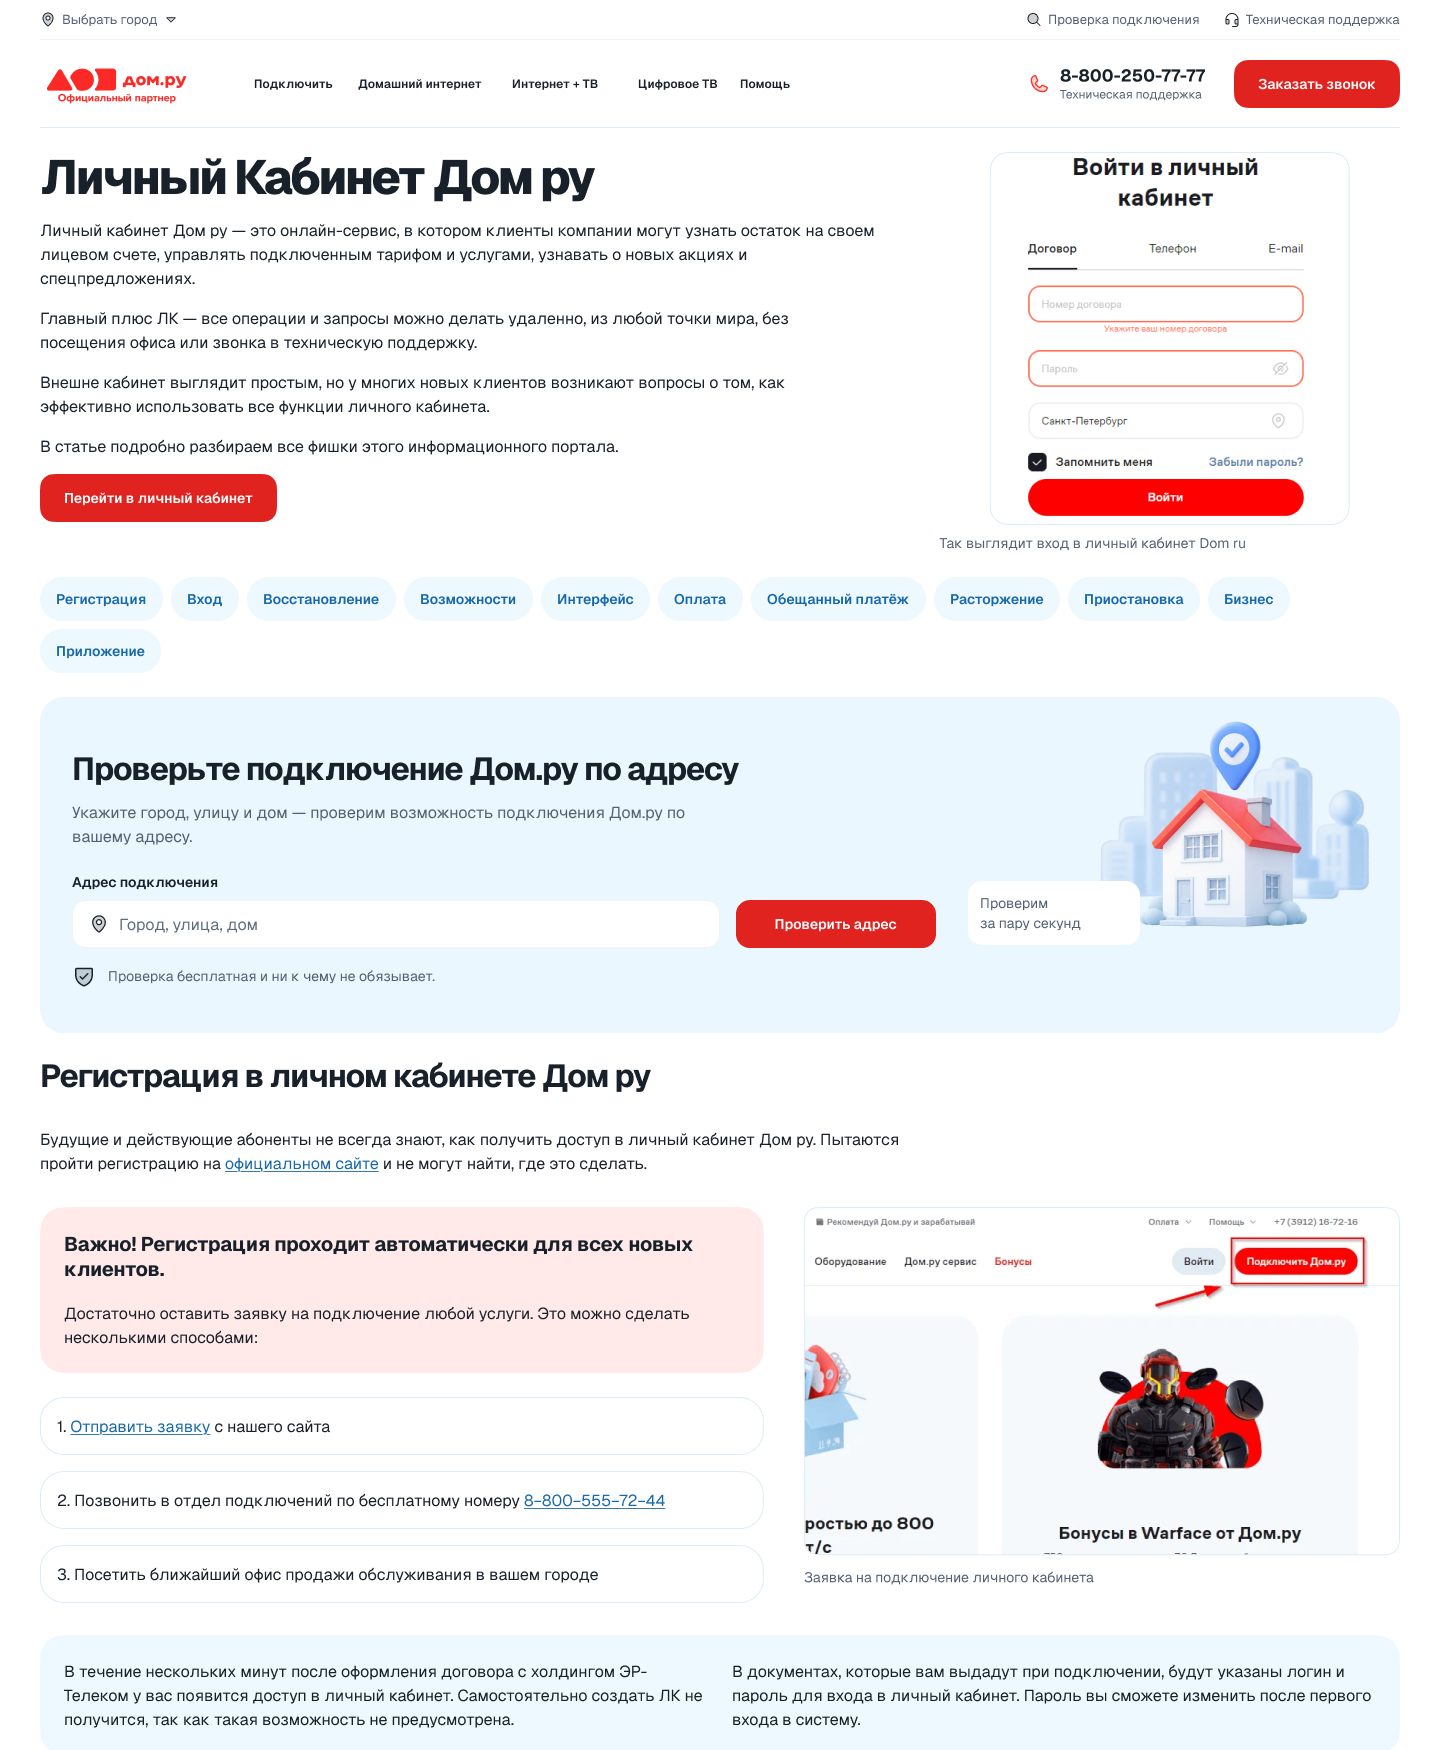 Выбрать город
Проверка подключения
Техническая поддержка
дом.ру
Официальный партнер
Подключить
Домашний интернет
Интернет + ТВ
Цифровое ТВ
Помощь
8-800-250-77-77
Техническая поддержка
Заказать звонок
Личный Кабинет Дом ру
Личный кабинет Дом ру — это онлайн-сервис, в котором клиенты компании могут узнать остаток на своем
лицевом счете, управлять подключенным тарифом и услугами, узнавать о новых акциях и
спецпредложениях.
Главный плюс ЛК — все операции и запросы можно делать удаленно, из любой точки мира, без
посещения офиса или звонка в техническую поддержку.
Внешне кабинет выглядит простым, но у многих новых клиентов возникают вопросы о том, как
эффективно использовать все функции личного кабинета.
В статье подробно разбираем все фишки этого информационного портала.
Перейти в личный кабинет
Войти в личный
кабинет
Договор
Телефон
E-mail
Номер договора
Укажите ваш номер договора
Пароль
Санкт-Петербург
Запомнить меня
Забыли пароль?
Войти
Так выглядит вход в личный кабинет Dom ru
Регистрация
Вход
Восстановление
Возможности
Интерфейс
Оплата
Обещанный платёж
Расторжение
Приостановка
Бизнес
Приложение
Проверьте подключение Дом.ру по адресу
Укажите город, улицу и дом — проверим возможность подключения Дом.ру по
вашему адресу.
Адрес подключения
Город, улица, дом
Проверить адрес
Проверим
за пару секунд
Проверка бесплатная и ни к чему не обязывает.
Регистрация в личном кабинете Дом ру
Будущие и действующие абоненты не всегда знают, как получить доступ в личный кабинет Дом ру. Пытаются
пройти регистрацию на официальном сайте и не могут найти, где это сделать.
Важно! Регистрация проходит автоматически для всех новых
клиентов.
Достаточно оставить заявку на подключение любой услуги. Это можно сделать
несколькими способами:
1. Отправить заявку с нашего сайта
2. Позвонить в отдел подключений по бесплатному номеру 8–800–555–72–44
3. Посетить ближайший офис продажи обслуживания в вашем городе
Рекомендуй Дом.ру и зарабатывай
Оплата
Помощь
+7 (3912) 16-72-16
Оборудование
Дом.ру сервис
Бонусы
Войти
Подключить Дом.ру
ростью до 800
т/с
Бонусы в Warface от Дом.ру
Заявка на подключение личного кабинета
В течение нескольких минут после оформления договора с холдингом ЭР-
Телеком у вас появится доступ в личный кабинет. Самостоятельно создать ЛК не
получится, так как такая возможность не предусмотрена.
В документах, которые вам выдадут при подключении, будут указаны логин и
пароль для входа в личный кабинет. Пароль вы сможете изменить после первого
входа в систему.